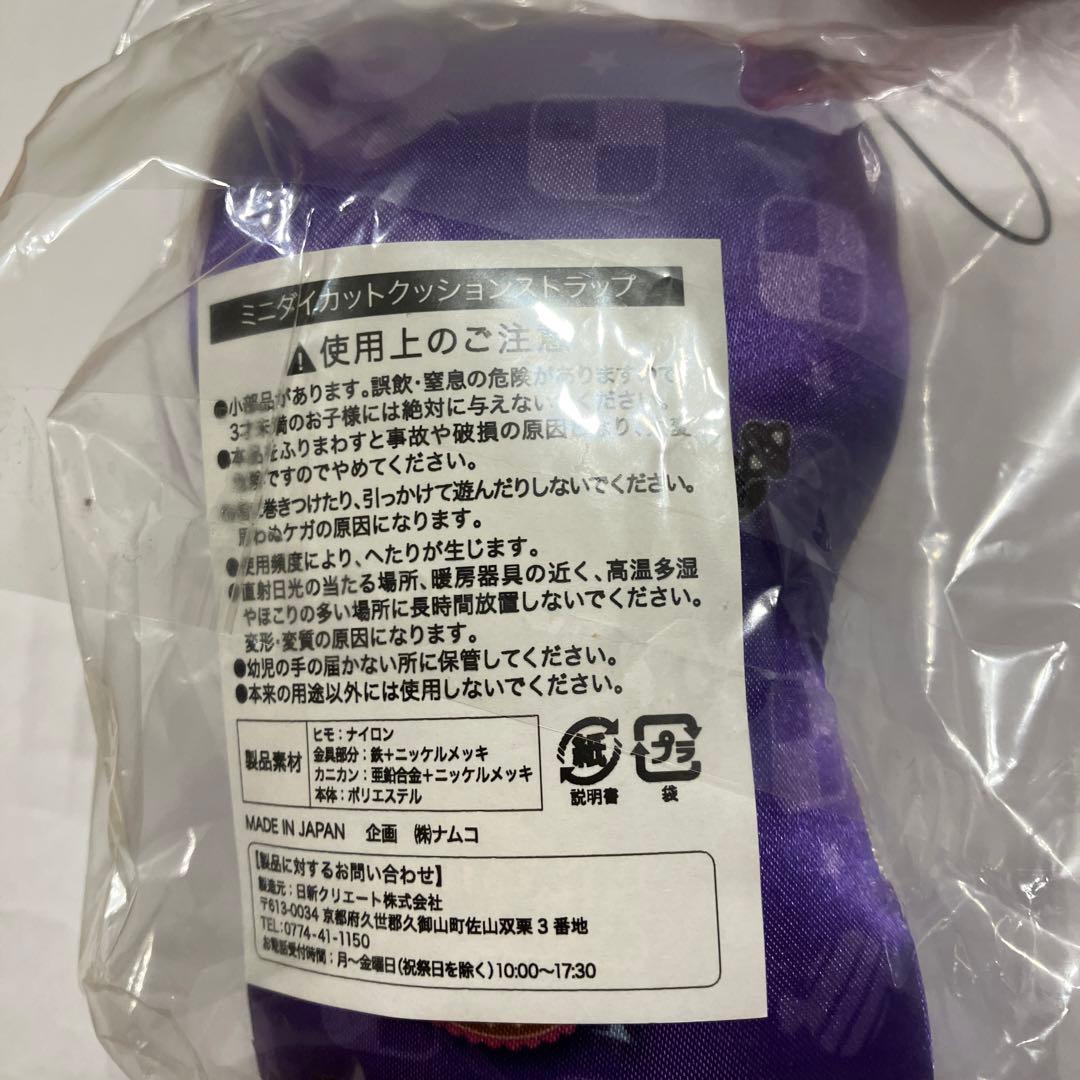 ミニダイカットクッションストラップ
使用上のご注意
●小部品があります。誤飲・窒息の危険がありますので
3才未満のお子様には絶対に与えないでください。
●本品をふりまわすと事故や破損の原因となり、大変
危険ですのでやめてください。
巻きつけたり、引っかけて遊んだりしないでください。
思わぬケガの原因になります。
●使用頻度により、へたりが生じます。
●直射日光の当たる場所、暖房器具の近く、高温多湿
やほこりの多い場所に長時間放置しないでください。
変形・変質の原因になります。
●幼児の手の届かない所に保管してください。
●本来の用途以外には使用しないでください。
製品素材
ヒモ：ナイロン
金具部分：鉄＋ニッケルメッキ
カニカン：亜鉛合金＋ニッケルメッキ
本体：ポリエステル
紙
説明書
プラ
袋
MADE IN JAPAN 企画 ㈱ナムコ
【製品に対するお問い合わせ】
製造元：日新クリエート株式会社
〒613-0034 京都府久世郡久御山町佐山双栗3番地
TEL:0774-41-1150
お電話受付時間：月～金曜日(祝祭日を除く)10:00～17:30